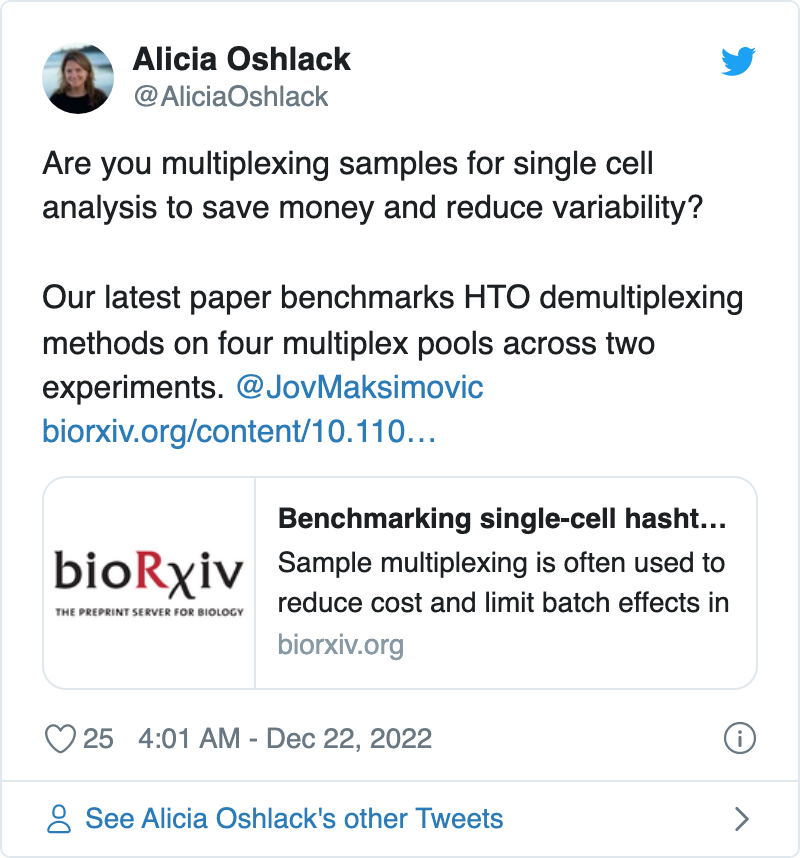 Alicia Oshlack
@AliciaOshlack
Are you multiplexing samples for single cell
analysis to save money and reduce variability?
Our latest paper benchmarks HTO demultiplexing
methods on four multiplex pools across two
experiments. @JovMaksimovic
biorxiv.org/content/10.110…
bioRχiv
THE PREPRINT SERVER FOR BIOLOGY
Benchmarking single-cell hasht…
Sample multiplexing is often used to
reduce cost and limit batch effects in
biorxiv.org
25 4:01 AM - Dec 22, 2022
See Alicia Oshlack's other Tweets